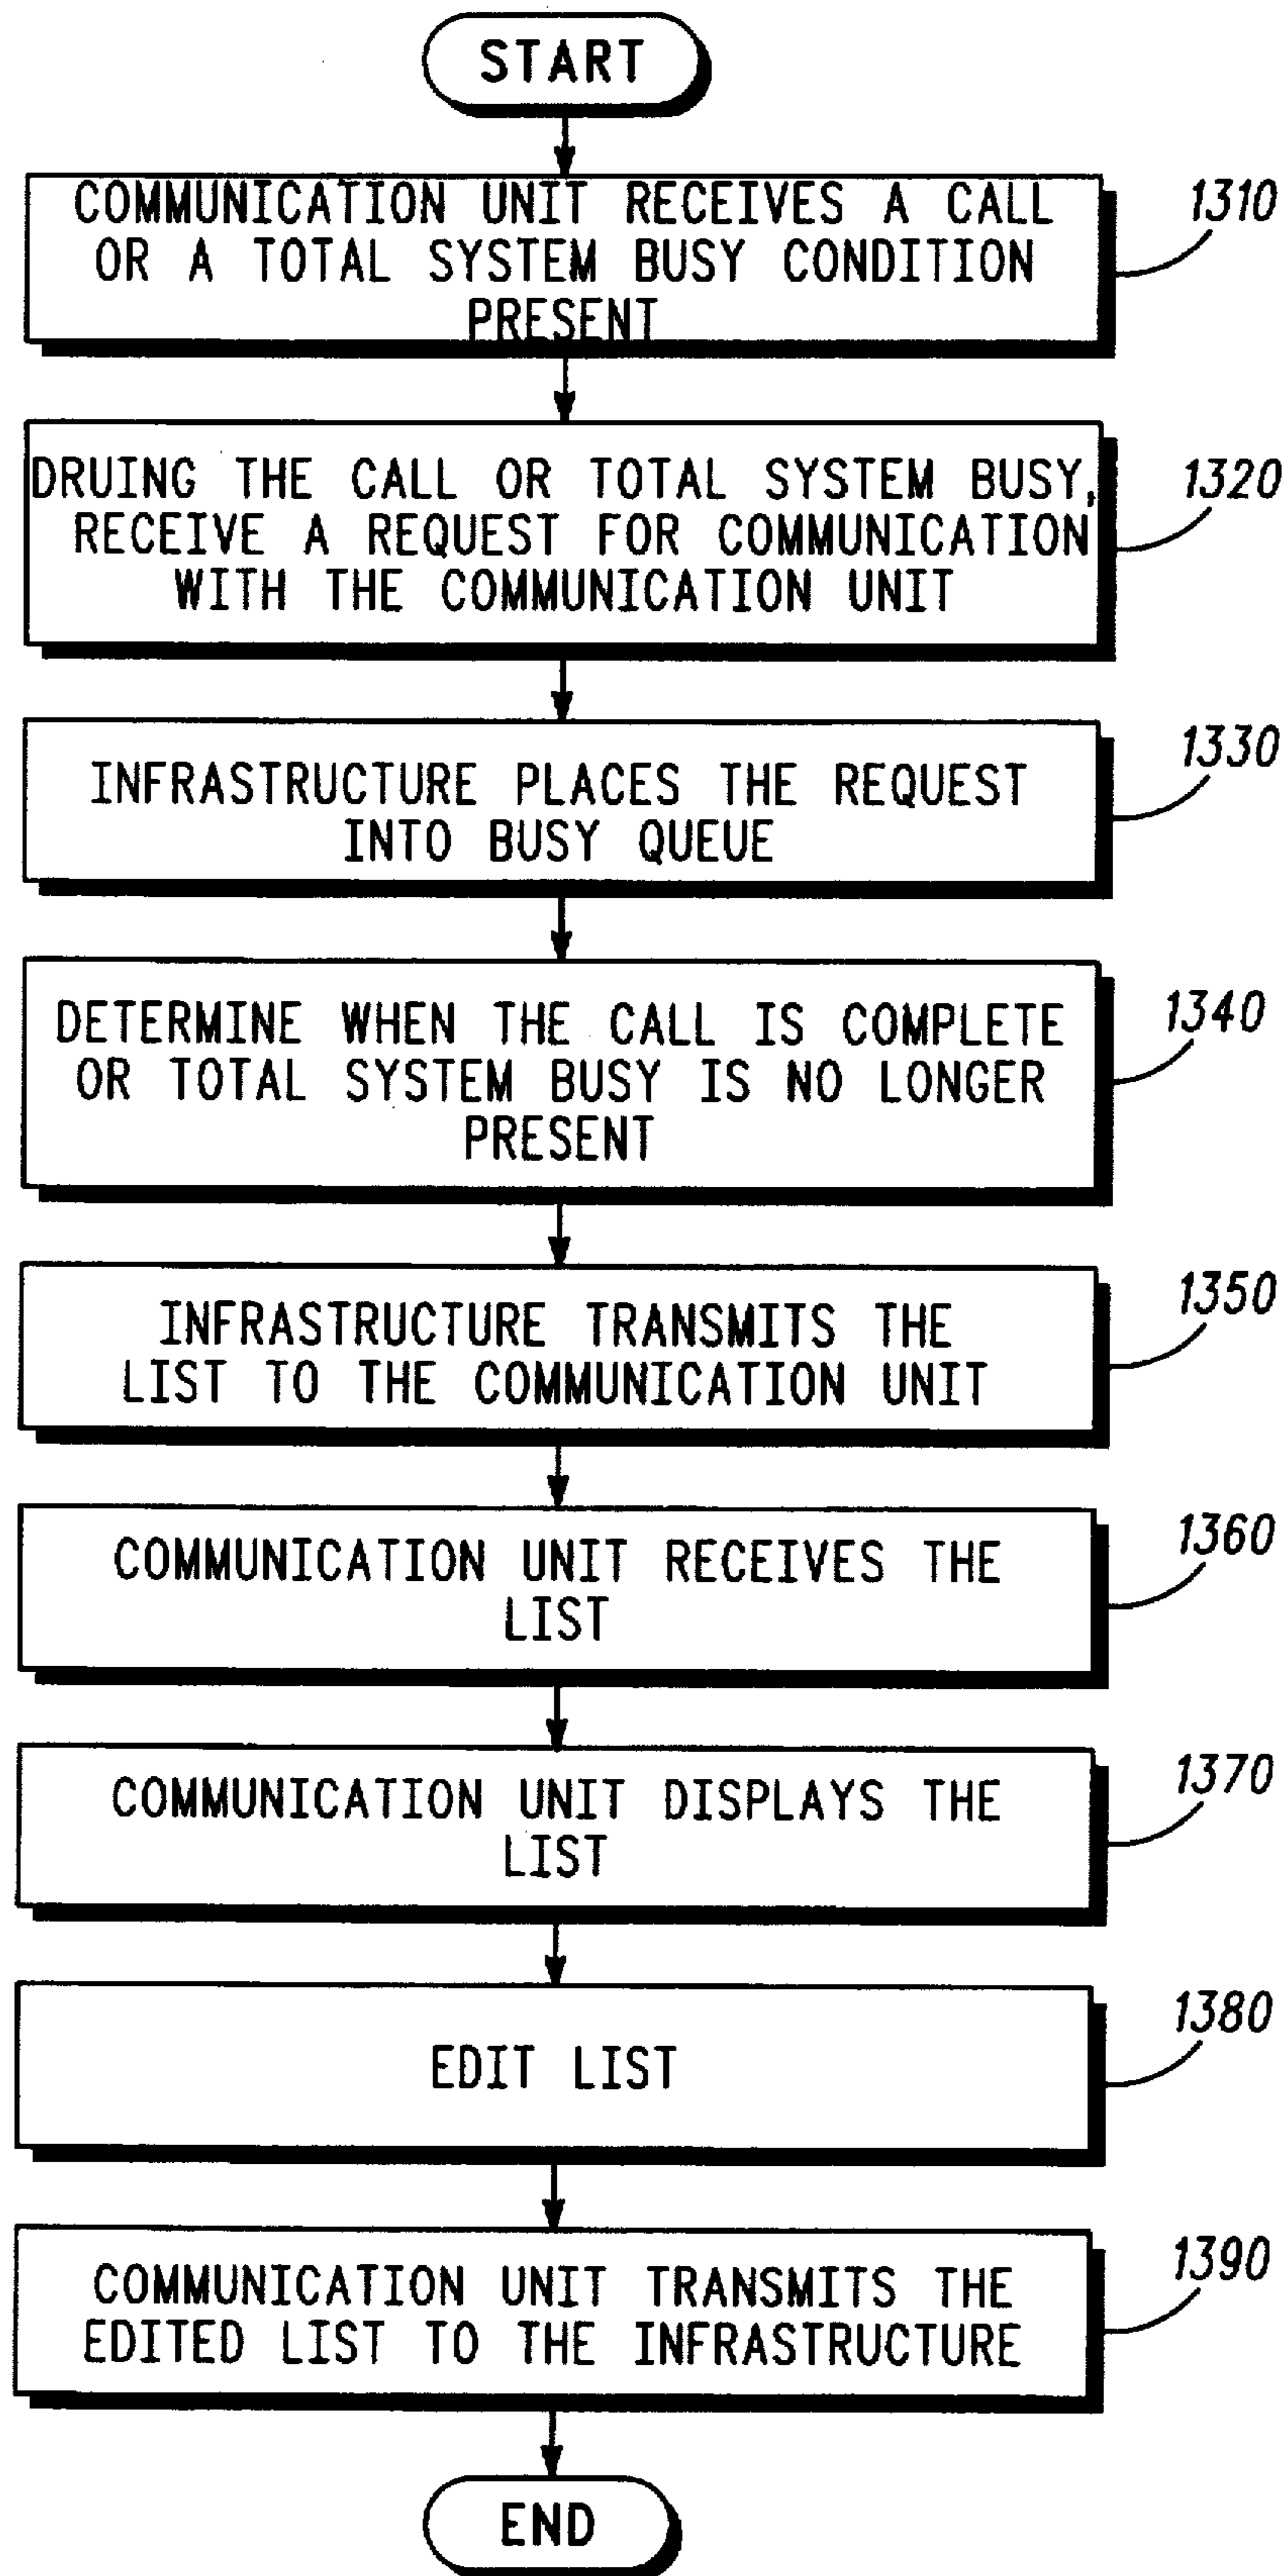 START
COMMUNICATION UNIT RECEIVES A CALL
OR A TOTAL SYSTEM BUSY CONDITION
PRESENT
1310
DRUING THE CALL OR TOTAL SYSTEM BUSY,
RECEIVE A REQUEST FOR COMMUNICATION
WITH THE COMMUNICATION UNIT
1320
INFRASTRUCTURE PLACES THE REQUEST
INTO BUSY QUEUE
1330
DETERMINE WHEN THE CALL IS COMPLETE
OR TOTAL SYSTEM BUSY IS NO LONGER
PRESENT
1340
INFRASTRUCTURE TRANSMITS THE
LIST TO THE COMMUNICATION UNIT
1350
COMMUNICATION UNIT RECEIVES THE
LIST
1360
COMMUNICATION UNIT DISPLAYS THE
LIST
1370
EDIT LIST
1380
COMMUNICATION UNIT TRANSMITS THE
EDITED LIST TO THE INFRASTRUCTURE
1390
END